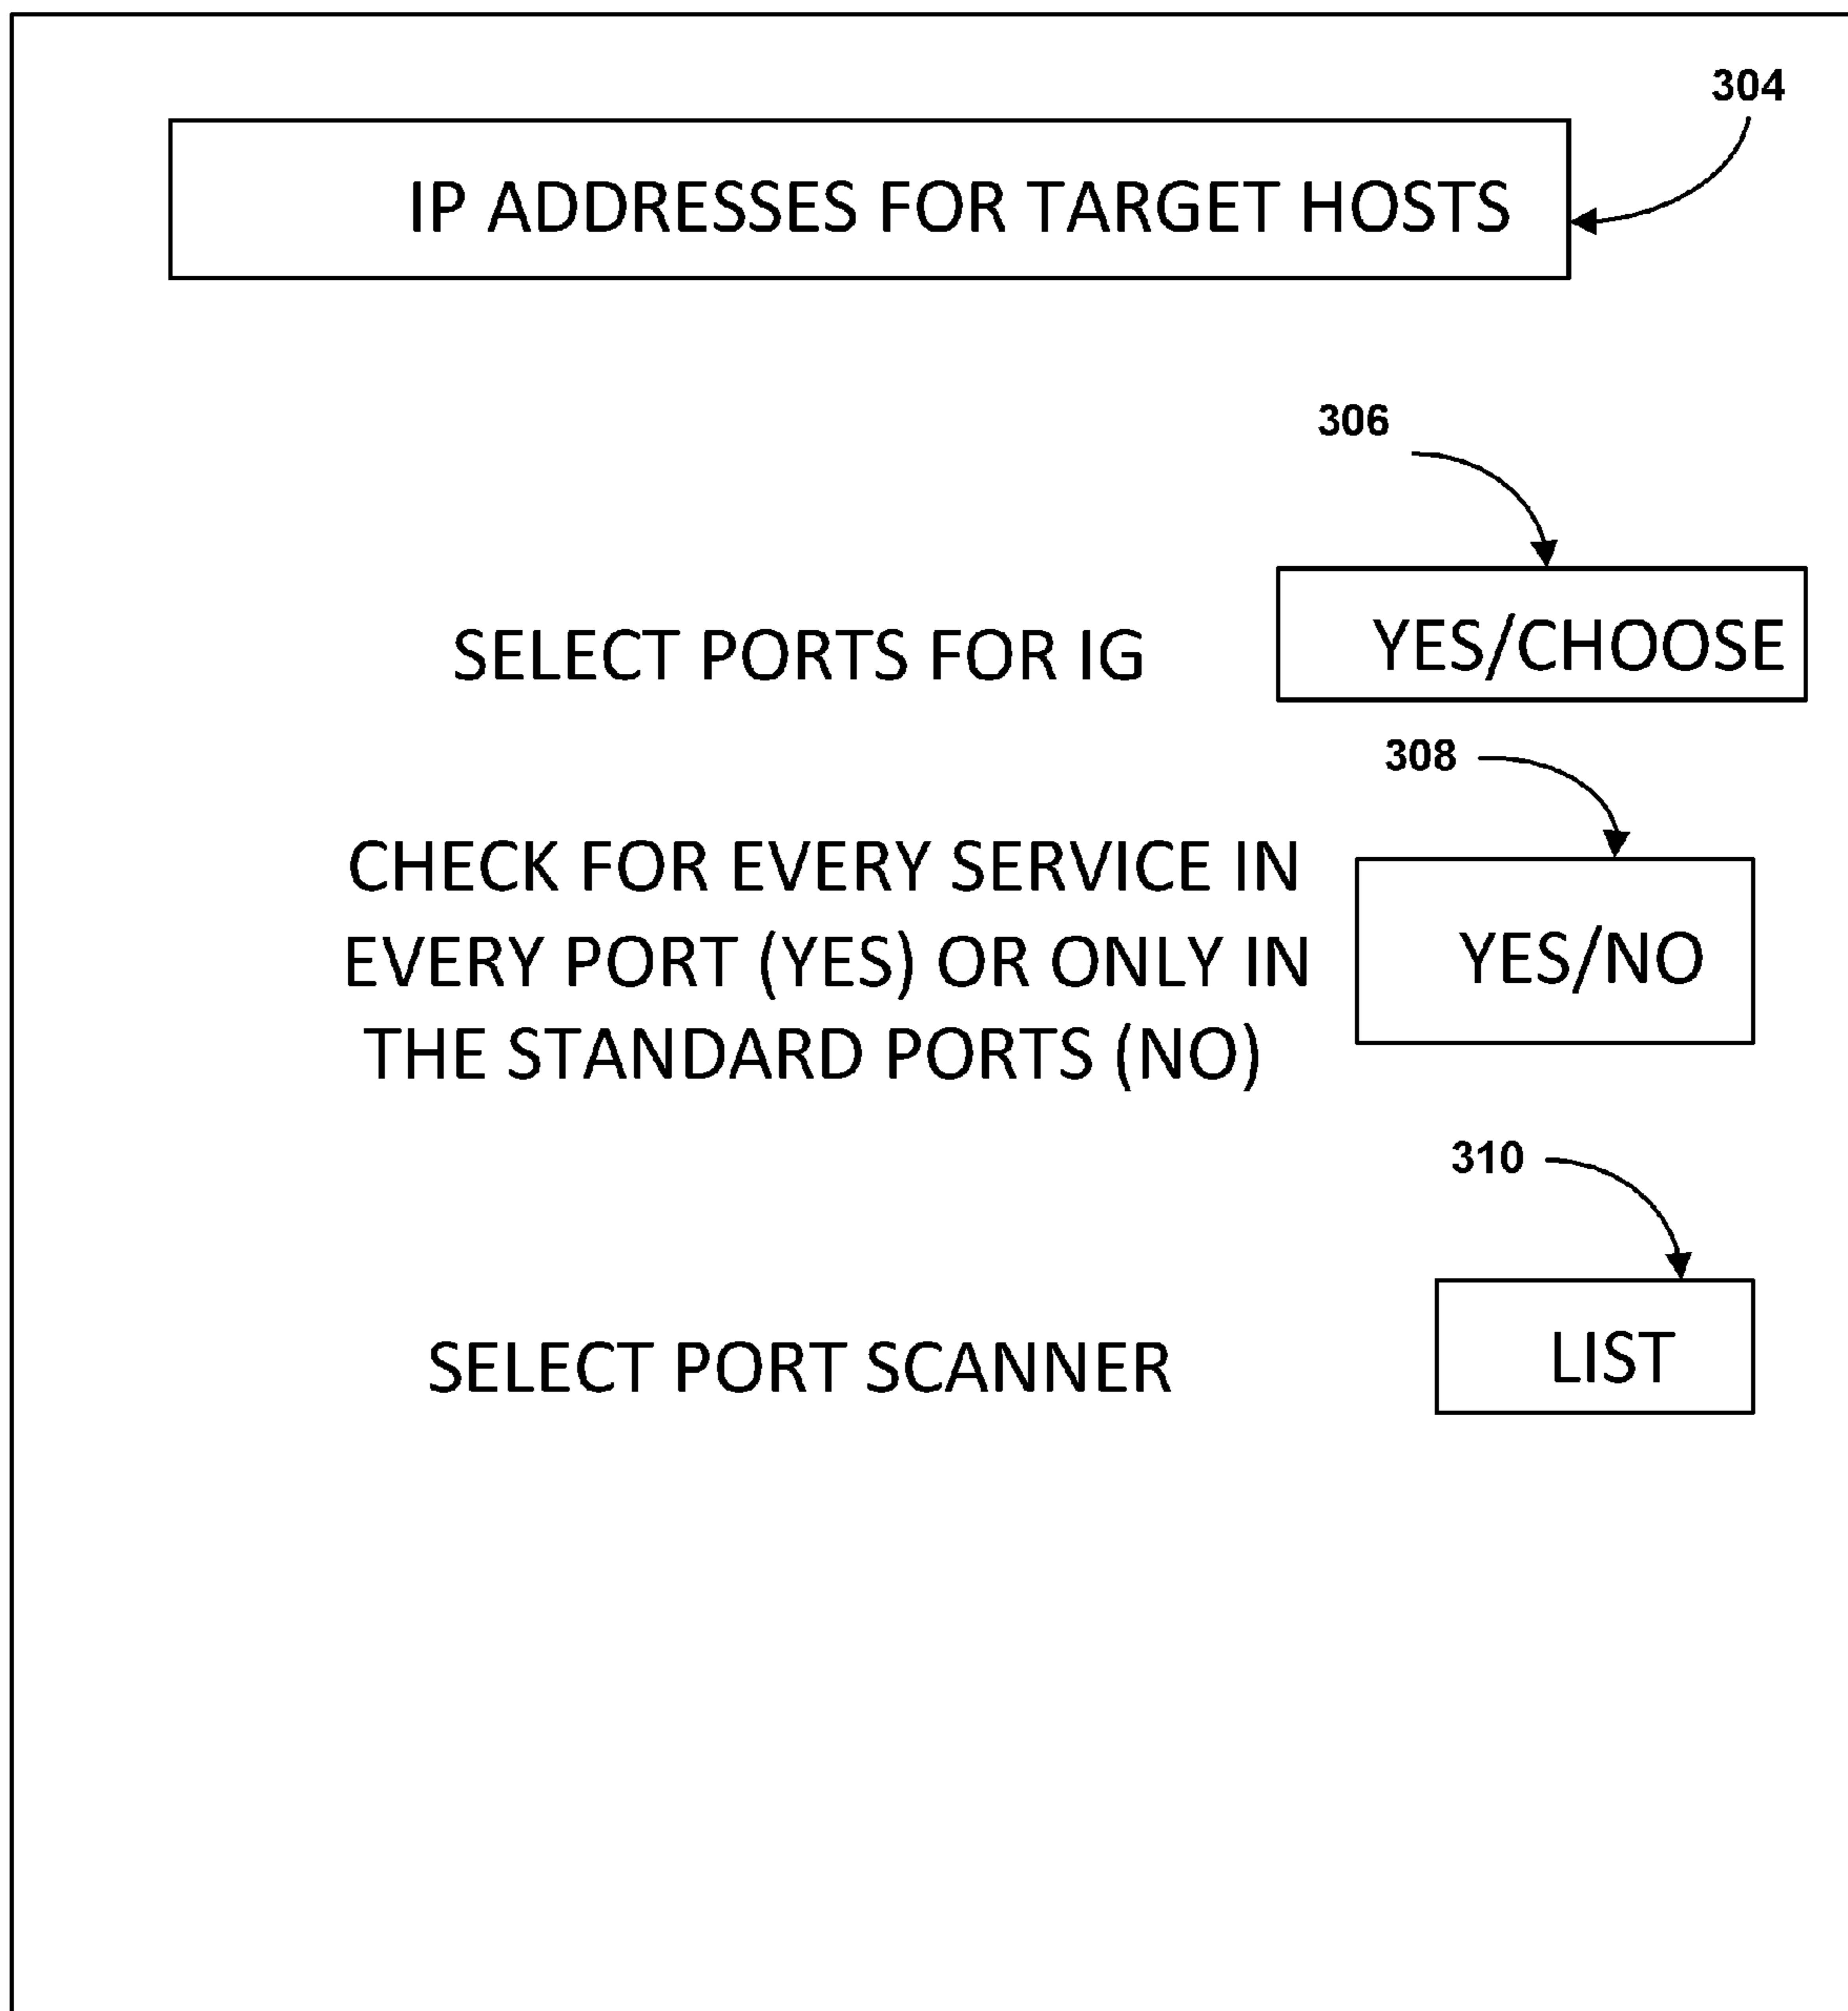 304
IP ADDRESSES FOR TARGET HOSTS
306
SELECT PORTS FOR IG
YES/CHOOSE
308
CHECK FOR EVERY SERVICE IN
EVERY PORT (YES) OR ONLY IN
THE STANDARD PORTS (NO)
YES/NO
310
SELECT PORT SCANNER
LIST